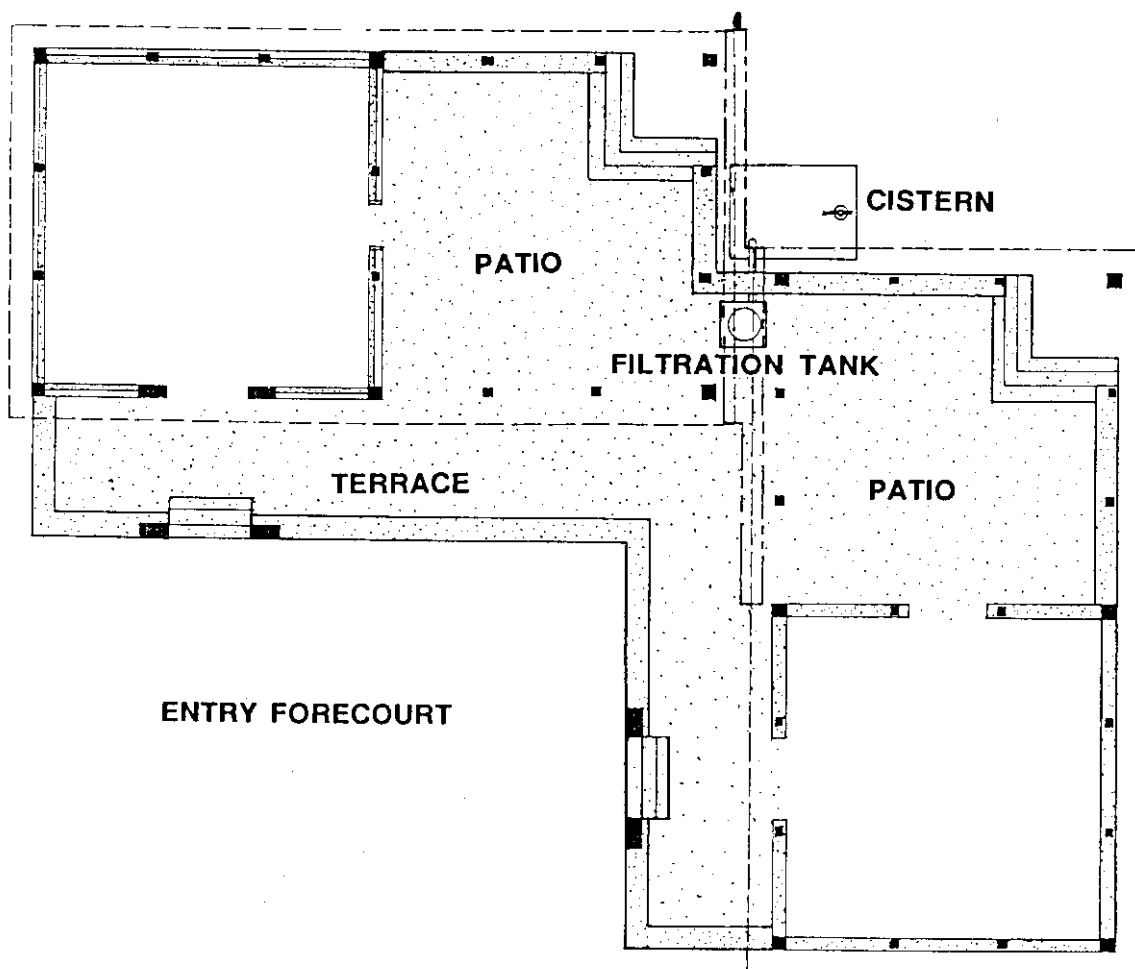 CISTERN
PATIO
FILTRATION TANK
TERRACE
PATIO
ENTRY FORECOURT